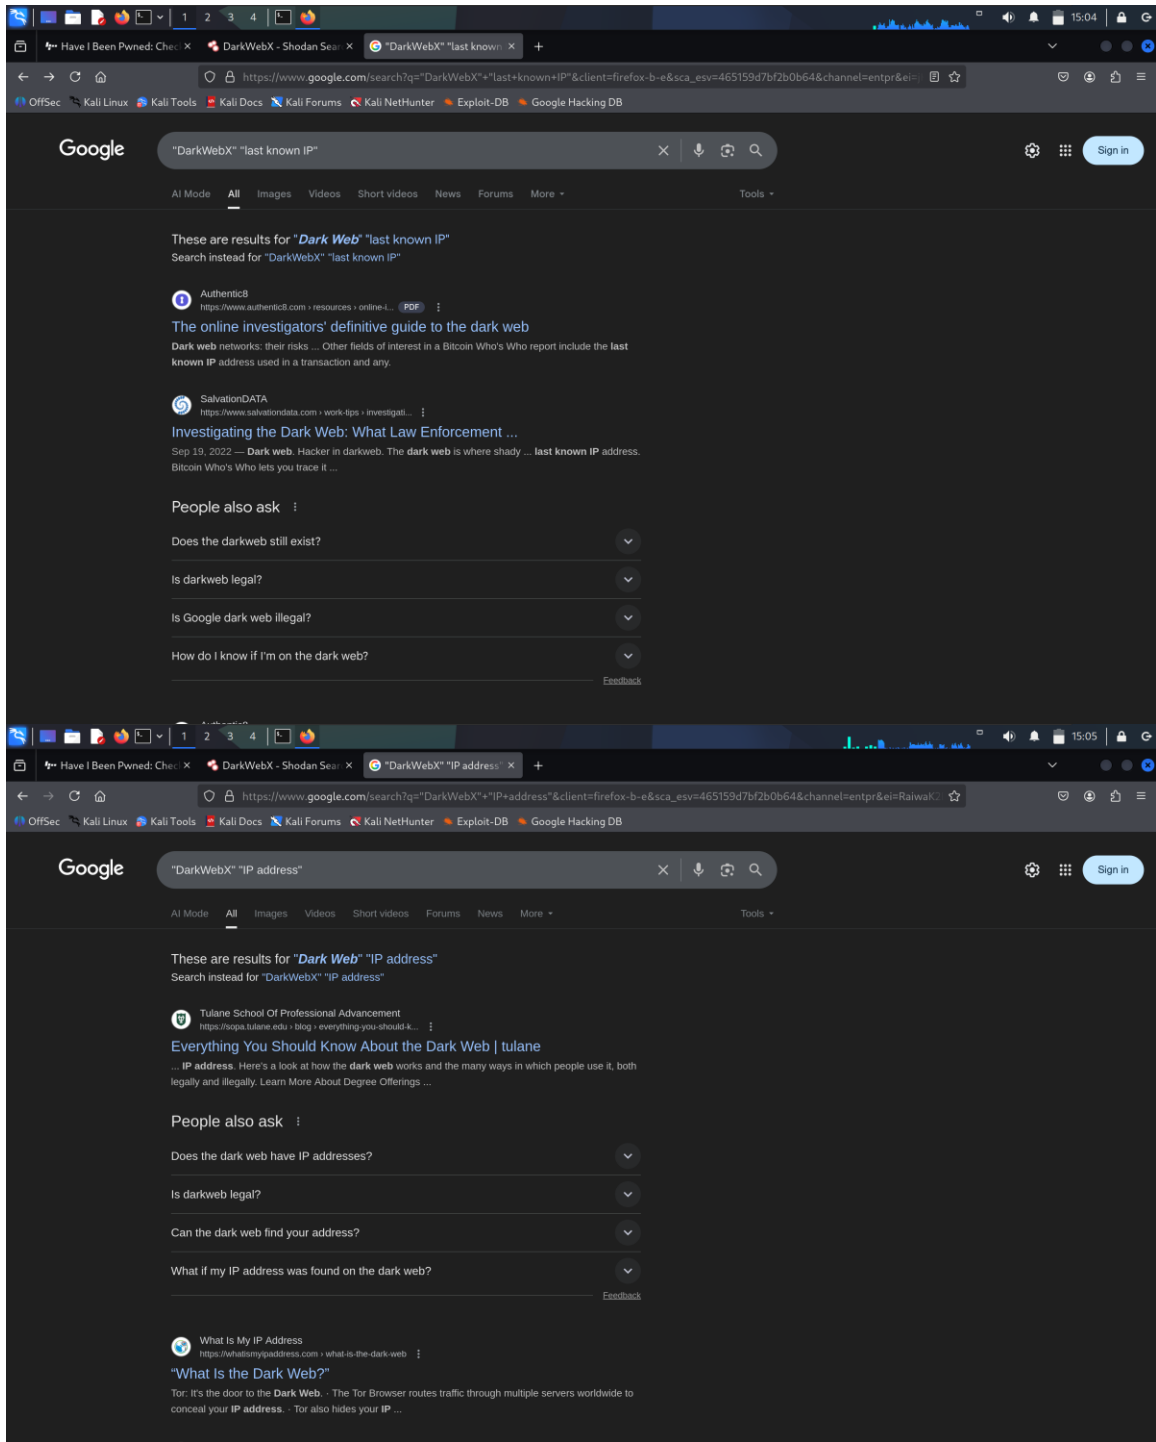 1 2 3 4 15:04
Have I Been Pwned: Chec × DarkWebX - Shodan Sear × "DarkWebX" "last known × +
https://www.google.com/search?q="DarkWebX"+"last+known+IP"&client=firefox-b-e&sca_esv=465159d7bf2b0b64&channel=entpr&ei=
OffSec Kali Linux Kali Tools Kali Docs Kali Forums Kali NetHunter Exploit-DB Google Hacking DB
Google "DarkWebX" "last known IP" Sign in
AI Mode All Images Videos Short videos News Forums More Tools
These are results for "Dark Web" "last known IP"
Search instead for "DarkWebX" "last known IP"
Authentic8
https://www.authentic8.com › resources › online-i... PDF
The online investigators' definitive guide to the dark web
Dark web networks: their risks ... Other fields of interest in a Bitcoin Who's Who report include the last
known IP address used in a transaction and any.
SalvationDATA
https://www.salvationdata.com › work-tips › investigati...
Investigating the Dark Web: What Law Enforcement ...
Sep 19, 2022 — Dark web. Hacker in darkweb. The dark web is where shady ... last known IP address.
Bitcoin Who's Who lets you trace it ...
People also ask
Does the darkweb still exist?
Is darkweb legal?
Is Google dark web illegal?
How do I know if I'm on the dark web?
Feedback
1 2 3 4 15:05
Have I Been Pwned: Chec × DarkWebX - Shodan Sear × "DarkWebX" "IP address" × +
https://www.google.com/search?q="DarkWebX"+"IP+address"&client=firefox-b-e&sca_esv=465159d7bf2b0b64&channel=entpr&ei=RaiwaK
OffSec Kali Linux Kali Tools Kali Docs Kali Forums Kali NetHunter Exploit-DB Google Hacking DB
Google "DarkWebX" "IP address" Sign in
AI Mode All Images Videos Short videos Forums News More Tools
These are results for "Dark Web" "IP address"
Search instead for "DarkWebX" "IP address"
Tulane School Of Professional Advancement
https://sopa.tulane.edu › blog › everything-you-should-k...
Everything You Should Know About the Dark Web | tulane
... IP address. Here's a look at how the dark web works and the many ways in which people use it, both
legally and illegally. Learn More About Degree Offerings ...
People also ask
Does the dark web have IP addresses?
Is darkweb legal?
Can the dark web find your address?
What if my IP address was found on the dark web?
Feedback
What Is My IP Address
https://whatismyipaddress.com › what-is-the-dark-web
“What Is the Dark Web?”
Tor: It's the door to the Dark Web. · The Tor Browser routes traffic through multiple servers worldwide to
conceal your IP address. · Tor also hides your IP ...